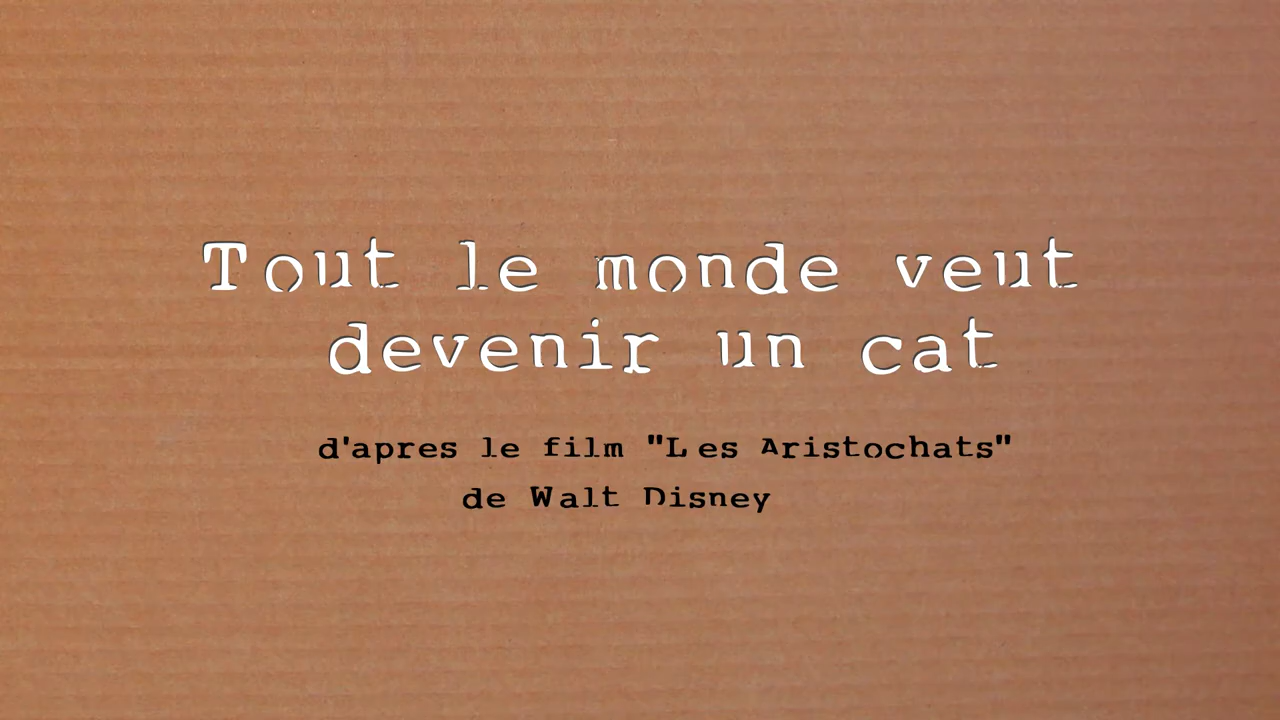 Tout le monde veut
devenir un cat
d'apres le film "Les Aristochats"
de Walt Disney